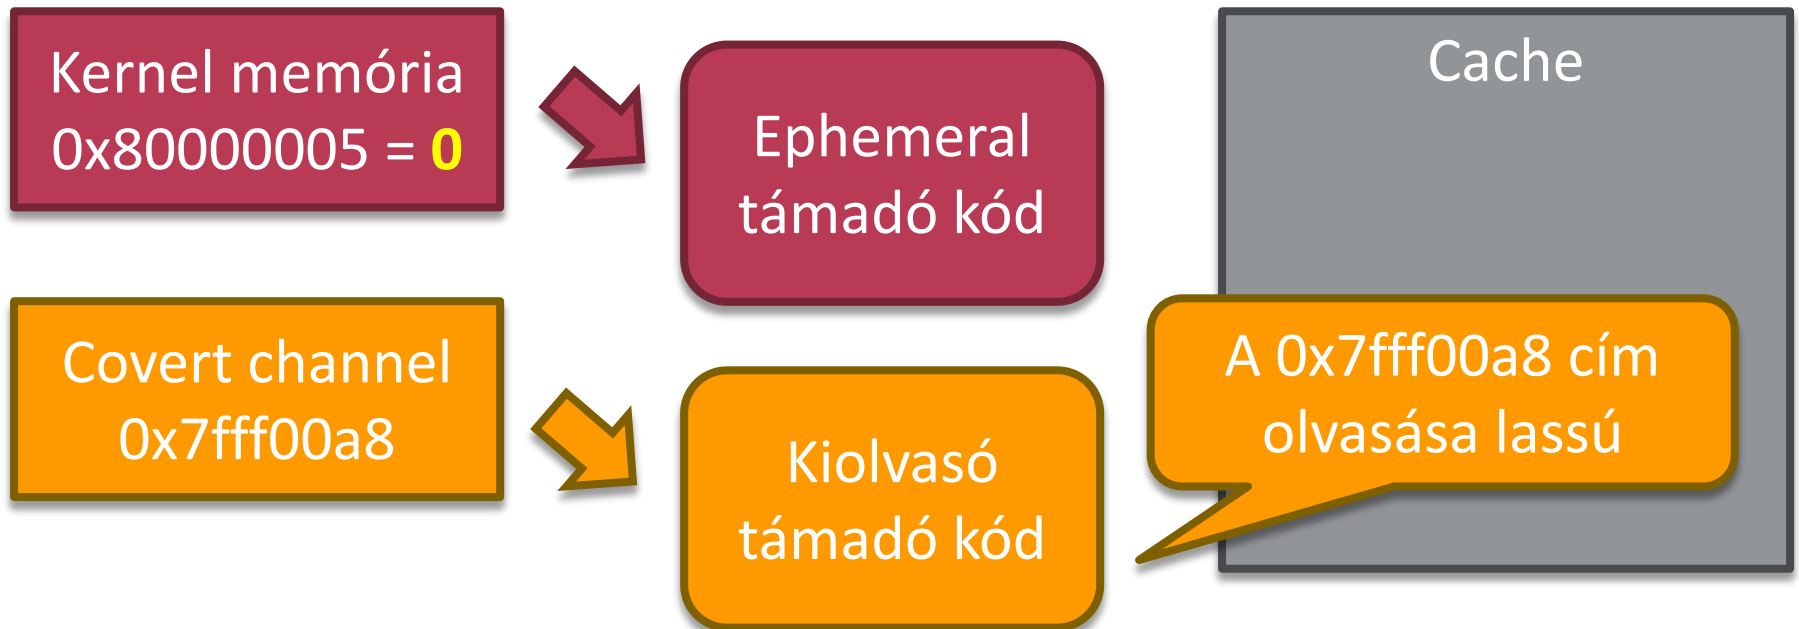 Kernel memória
0x80000005 = 0
Ephemeral
támadó kód
Cache
Covert channel
0x7fff00a8
Kiolvasó
támadó kód
A 0x7fff00a8 cím
olvasása lassú